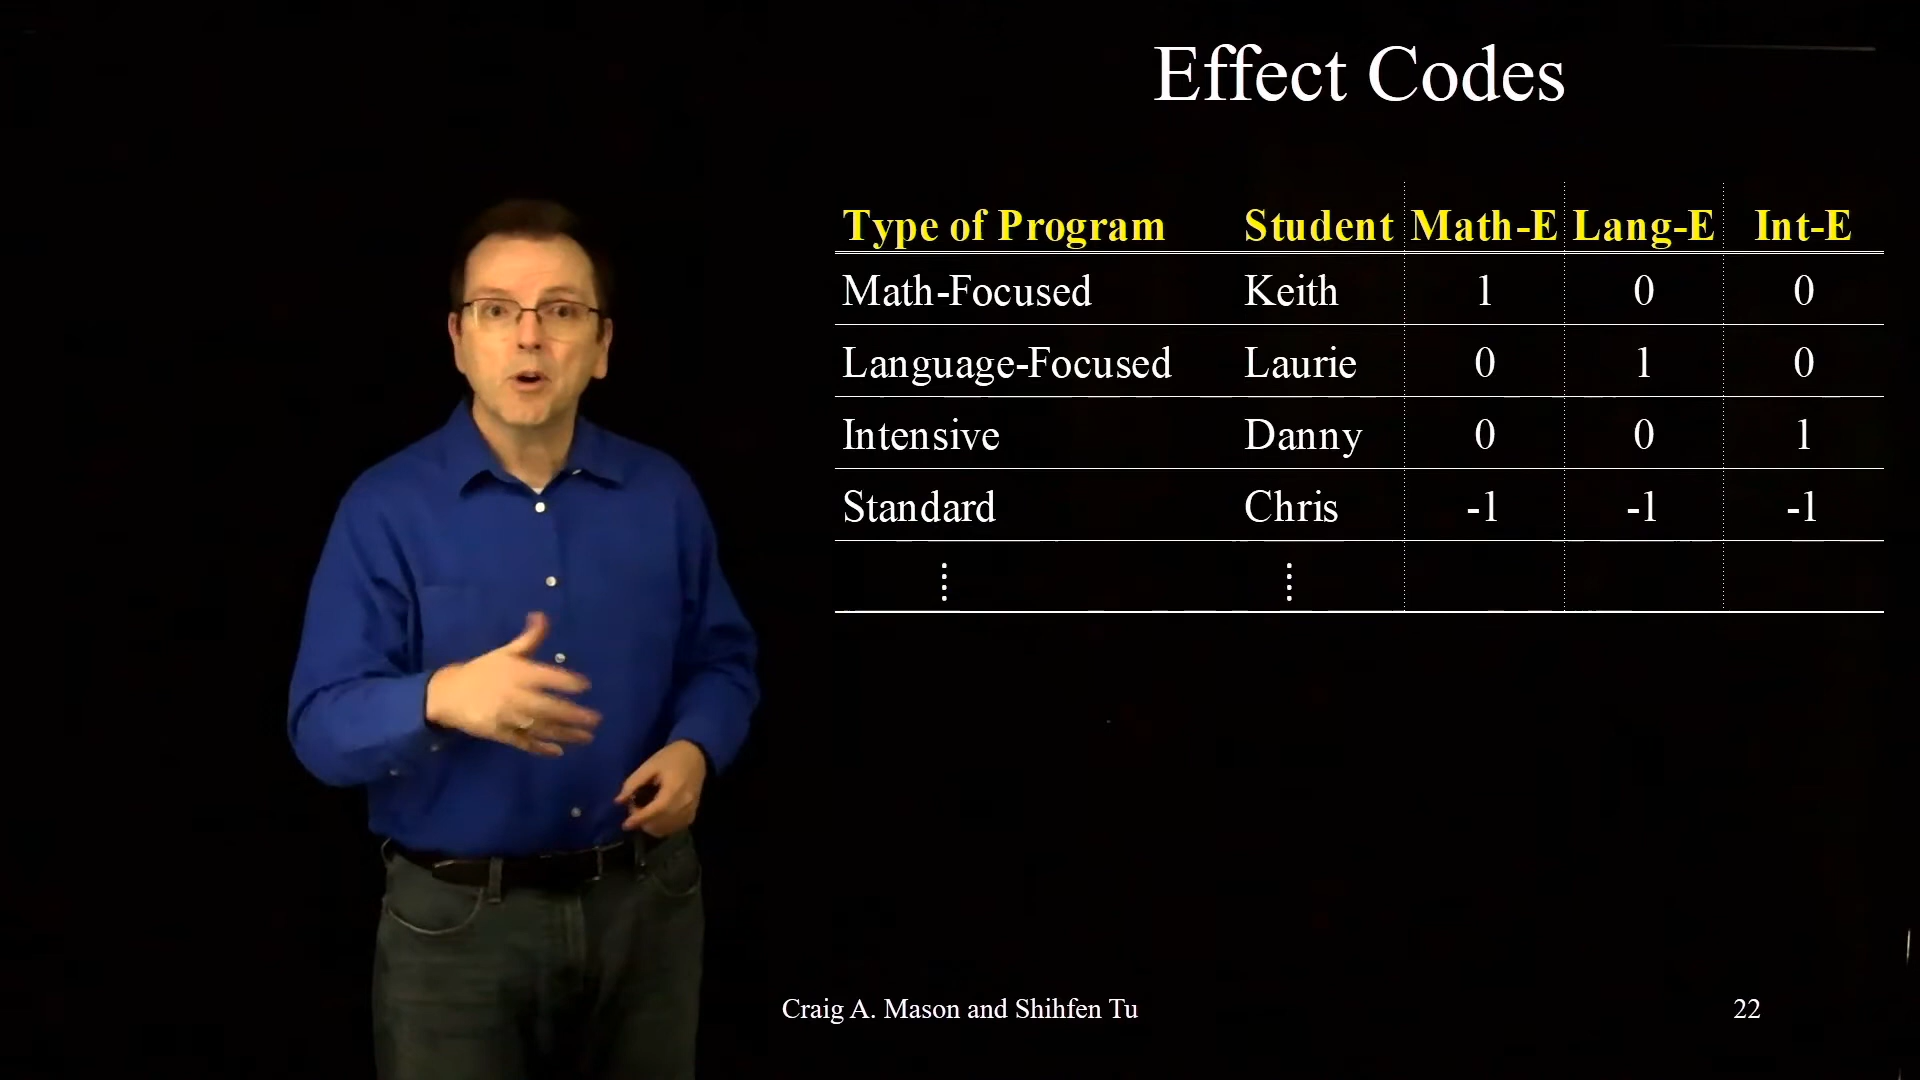 Effect Codes
Type of Program Student Math-E Lang-E Int-E
Math-Focused Keith 1 0 0
Language-Focused Laurie 0 1 0
Intensive Danny 0 0 1
Standard Chris -1 -1 -1
Craig A. Mason and Shihfen Tu 22